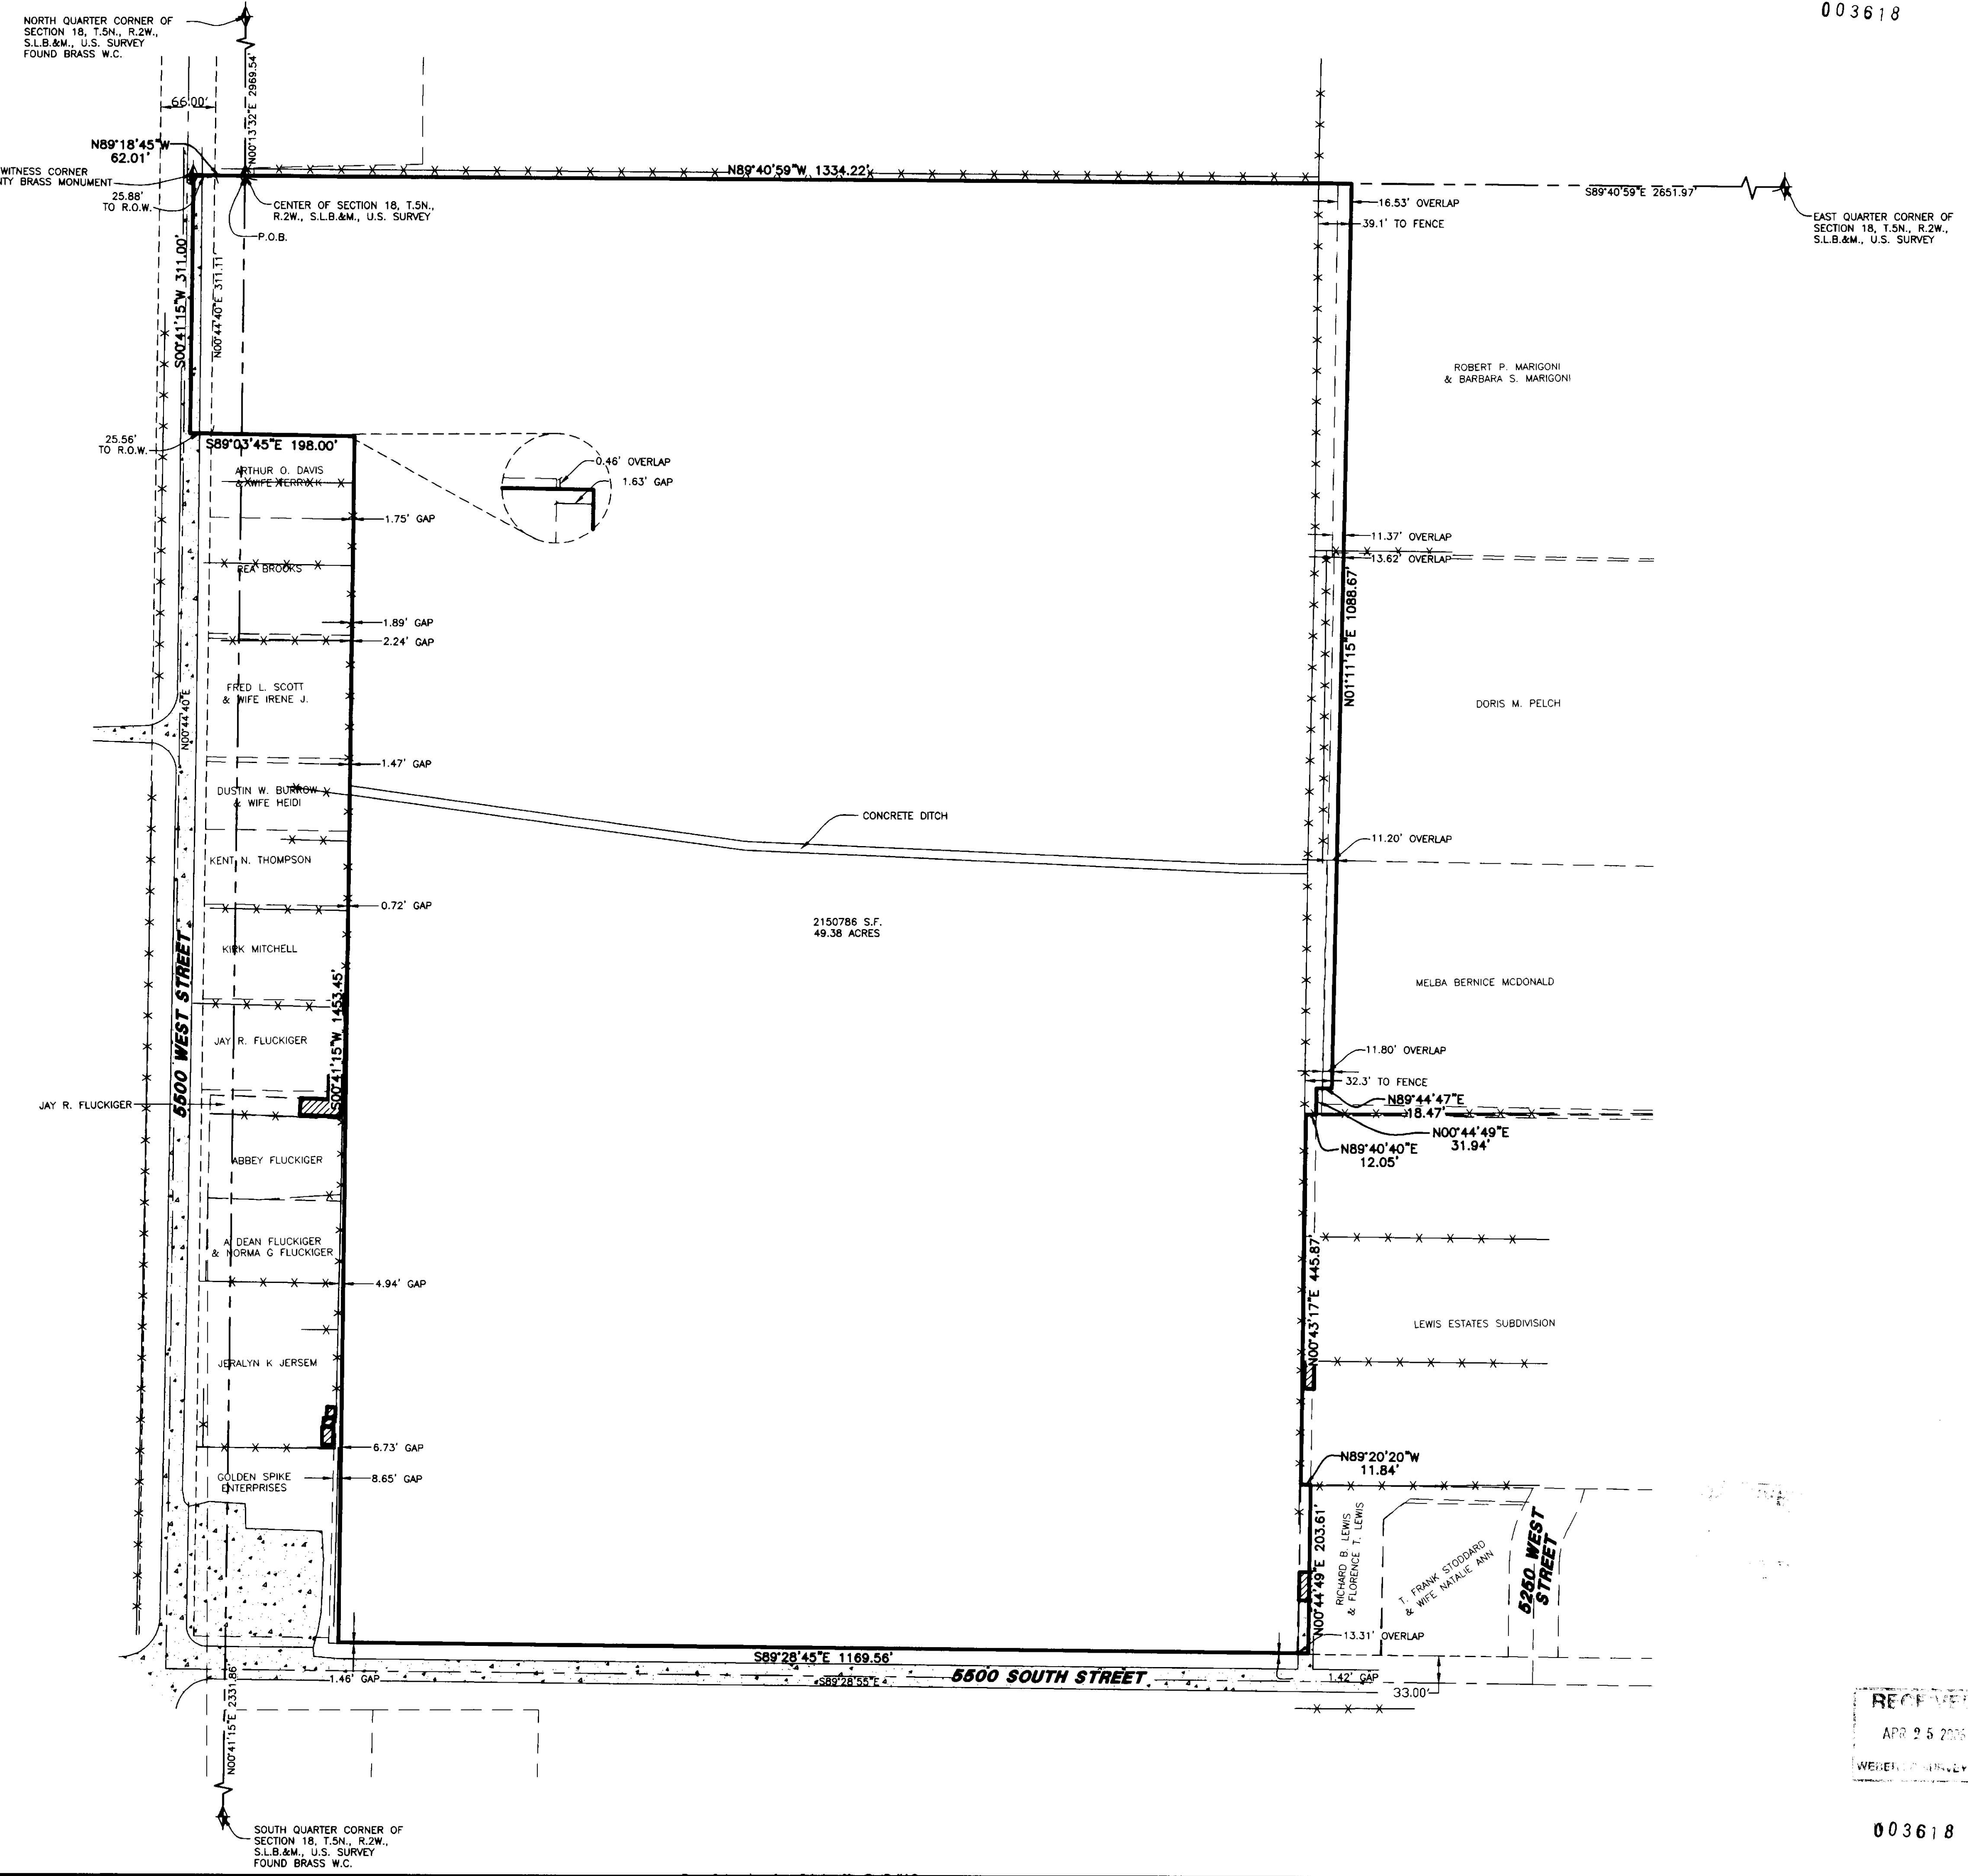 003618
NORTH QUARTER CORNER OF
SECTION 18, T.5N., R.2W.,
S.L.B.&M., U.S. SURVEY
FOUND BRASS W.C.
N00°13'32"E 2969.54'
66.00'
N89°18'45"W
62.01'
WITNESS CORNER
NTY BRASS MONUMENT
25.88'
TO R.O.W.
CENTER OF SECTION 18, T.5N.,
R.2W., S.L.B.&M., U.S. SURVEY
P.O.B.
N89°40'59"W 1334.22'
S89°40'59"E 2651.97'
EAST QUARTER CORNER OF
SECTION 18, T.5N., R.2W.,
S.L.B.&M., U.S. SURVEY
16.53' OVERLAP
39.1' TO FENCE
S00°41'15"W 311.00'
N00°44'40"E 311.11'
ROBERT P. MARIGONI
& BARBARA S. MARIGONI
25.56'
TO R.O.W.
S89°03'45"E 198.00'
ARTHUR O. DAVIS
& WIFE TERRY K
0.46' OVERLAP
1.63' GAP
1.75' GAP
11.37' OVERLAP
13.62' OVERLAP
REA BROOKS
N01°11'15"E 1088.67'
1.89' GAP
2.24' GAP
FRED L. SCOTT
& WIFE IRENE J.
N00°44'40"E
DORIS M. PELCH
1.47' GAP
DUSTIN W. BURROW
& WIFE HEIDI
CONCRETE DITCH
11.20' OVERLAP
KENT N. THOMPSON
0.72' GAP
2150786 S.F.
49.38 ACRES
KIRK MITCHELL
5500 WEST STREET
S00°41'15"W 1453.45'
MELBA BERNICE MCDONALD
JAY R. FLUCKIGER
11.80' OVERLAP
32.3' TO FENCE
JAY R. FLUCKIGER
N89°44'47"E
18.47'
N00°44'49"E
31.94'
N89°40'40"E
12.05'
ABBEY FLUCKIGER
A DEAN FLUCKIGER
& NORMA G FLUCKIGER
4.94' GAP
N00°43'17"E 445.87'
LEWIS ESTATES SUBDIVISION
JERALYN K JERSEM
6.73' GAP
8.65' GAP
GOLDEN SPIKE
ENTERPRISES
N89°20'20"W
11.84'
N00°44'49"E 203.61'
RICHARD B. LEWIS
& FLORENCE T. LEWIS
T. FRANK STODDARD
& WIFE NATALIE ANN
5250 WEST
STREET
13.31' OVERLAP
S89°28'45"E 1169.56'
1.46' GAP
S89°28'55"E
5500 SOUTH STREET
1.42' GAP
33.00'
N00°41'15"E 2331.86'
APR 25
SOUTH QUARTER CORNER OF
SECTION 18, T.5N., R.2W.,
S.L.B.&M., U.S. SURVEY
FOUND BRASS W.C.
003618